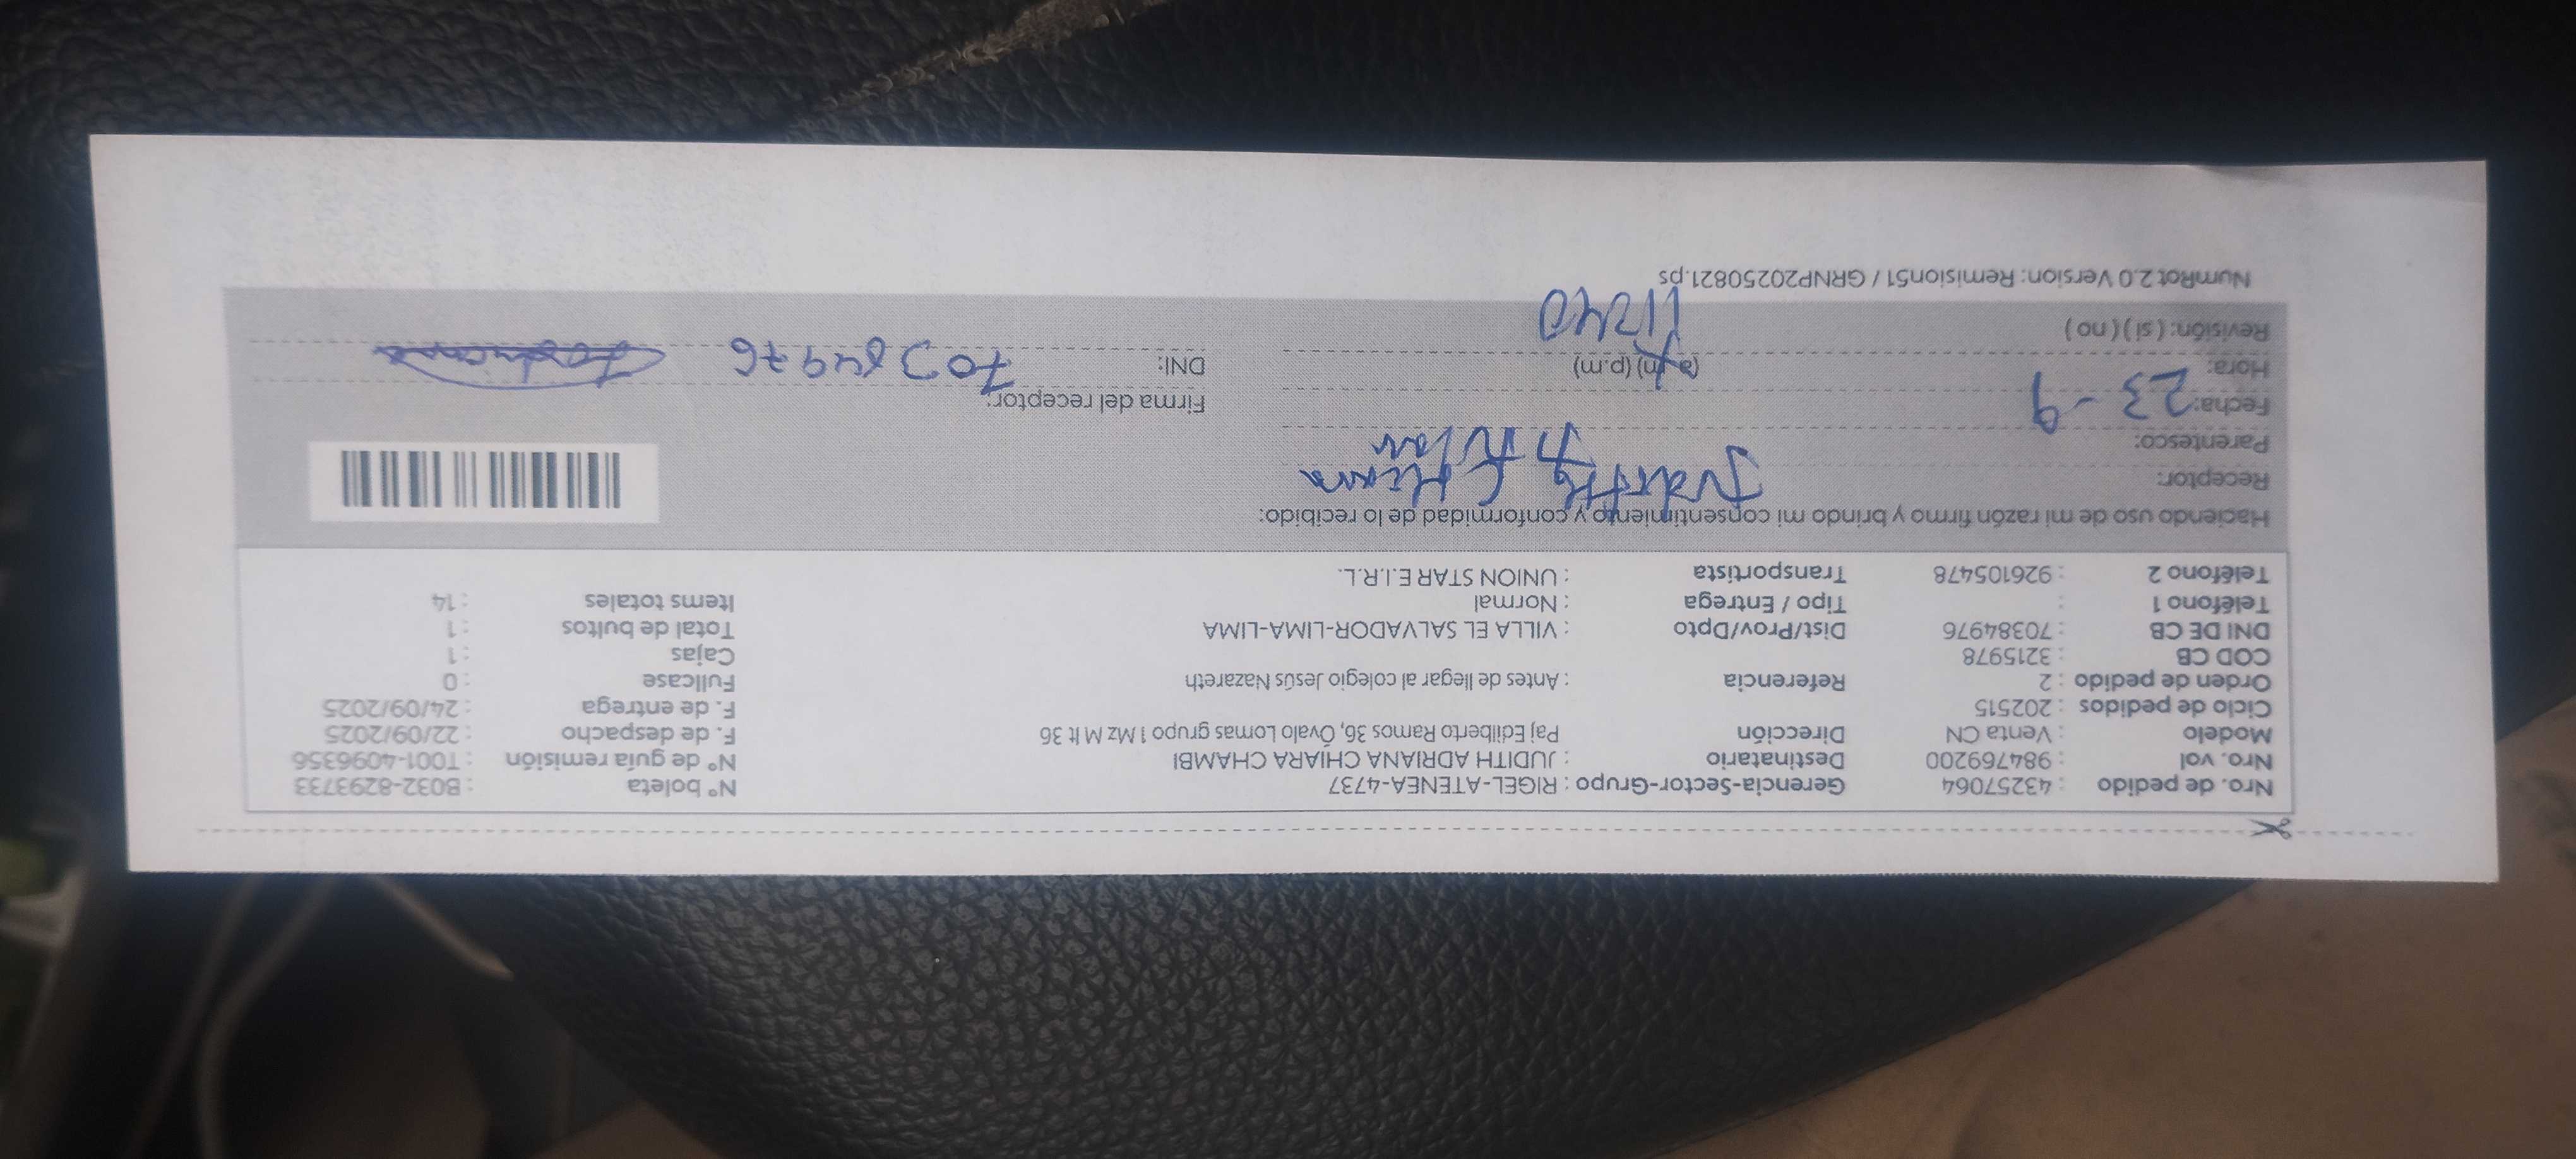 Nro. de pedido : 43257064 Gerencia-Sector-Grupo : RIGEL-ATENEA-4737 N° boleta : B032-8293733
Nro. vol : 984769200 Destinatario : JUDITH ADRIANA CHIARA CHAMBI N° de guía remisión : T001-4096356
Modelo : Venta CN Dirección Paj Edilberto Ramos 36, Óvalo Lomas grupo 1 Mz M lt 36 F. de despacho : 22/09/2025
Ciclo de pedidos : 202515 F. de entrega : 24/09/2025
Orden de pedido : 2 Referencia : Antes de llegar al colegio Jesús Nazareth Fullcase : 0
COD CB : 3215978 Cajas : 1
DNI DE CB : 70384976 Dist/Prov/Dpto : VILLA EL SALVADOR-LIMA-LIMA Total de bultos : 1
Teléfono 1 : Tipo / Entrega : Normal Items totales : 14
Teléfono 2 : 926105478 Transportista : UNION STAR E.I.R.L.
Haciendo uso de mi razón firmo y brindo mi consentimiento y conformidad de lo recibido:
Receptor: Chiara
Parentesco: Titular
Fecha: 23-9 Firma del receptor:
Hora: (a.m) (p.m) DNI: 70384976
Revisión: ( si ) ( no ) 11:40
NumRot 2.0 Version: Remision51 / GRNP20250821.ps